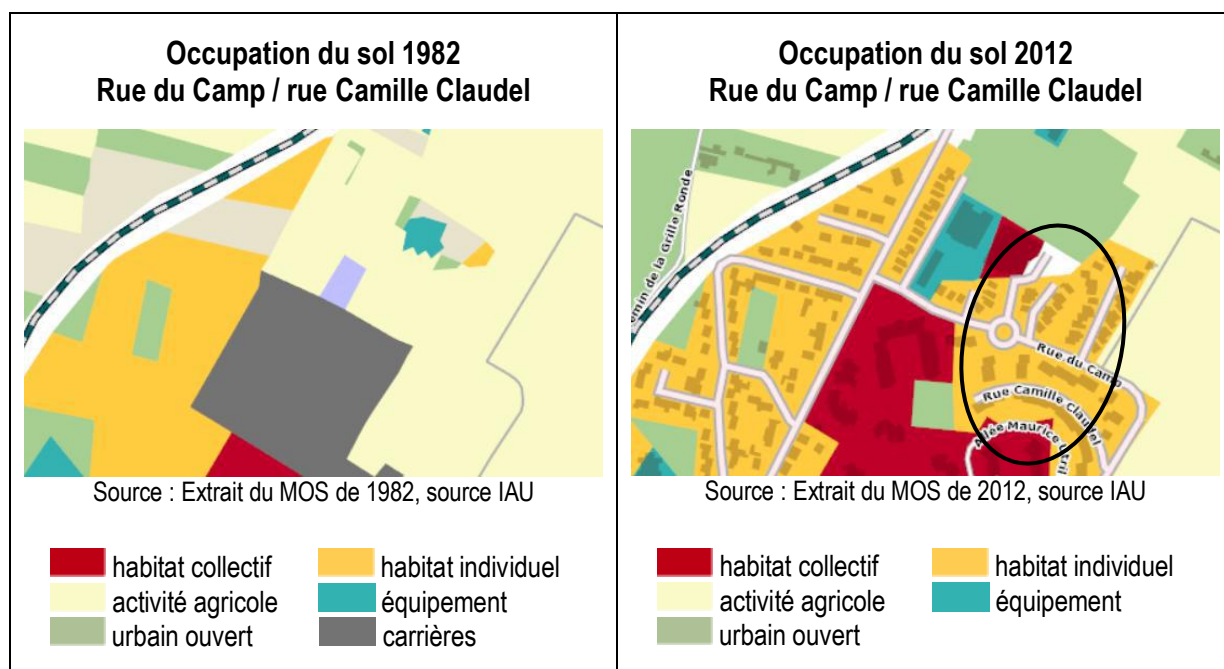 Occupation du sol 1982
Rue du Camp / rue Camille Claudel
Source : Extrait du MOS de 1982, source IAU
habitat collectif
habitat individuel
activité agricole
équipement
urbain ouvert
carrières
Occupation du sol 2012
Rue du Camp / rue Camille Claudel
emin de la Grille Ronde
Rue du Camp
Rue Camille Claudel
Allée Maurice Utril
Source : Extrait du MOS de 2012, source IAU
habitat collectif
habitat individuel
activité agricole
équipement
urbain ouvert